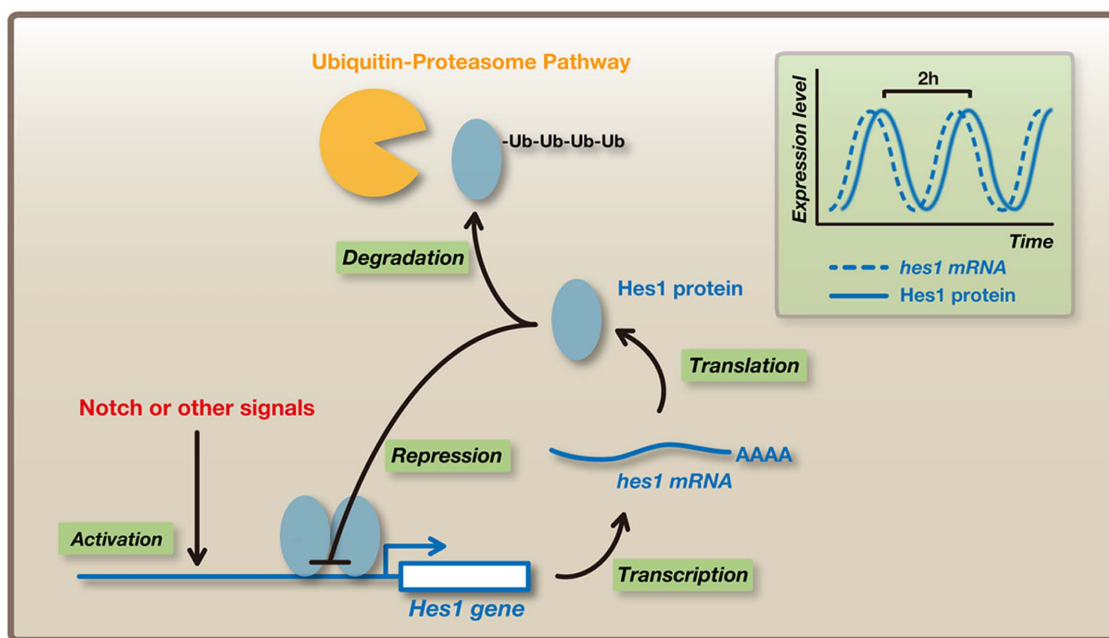 Ubiquitin-Proteasome Pathway
-Ub-Ub-Ub-Ub
Degradation
Hes1 protein
Translation
Notch or other signals
Repression
AAAA
hes1 mRNA
Activation
Transcription
Hes1 gene
2h
Expression level
Time
hes1 mRNA
Hes1 protein